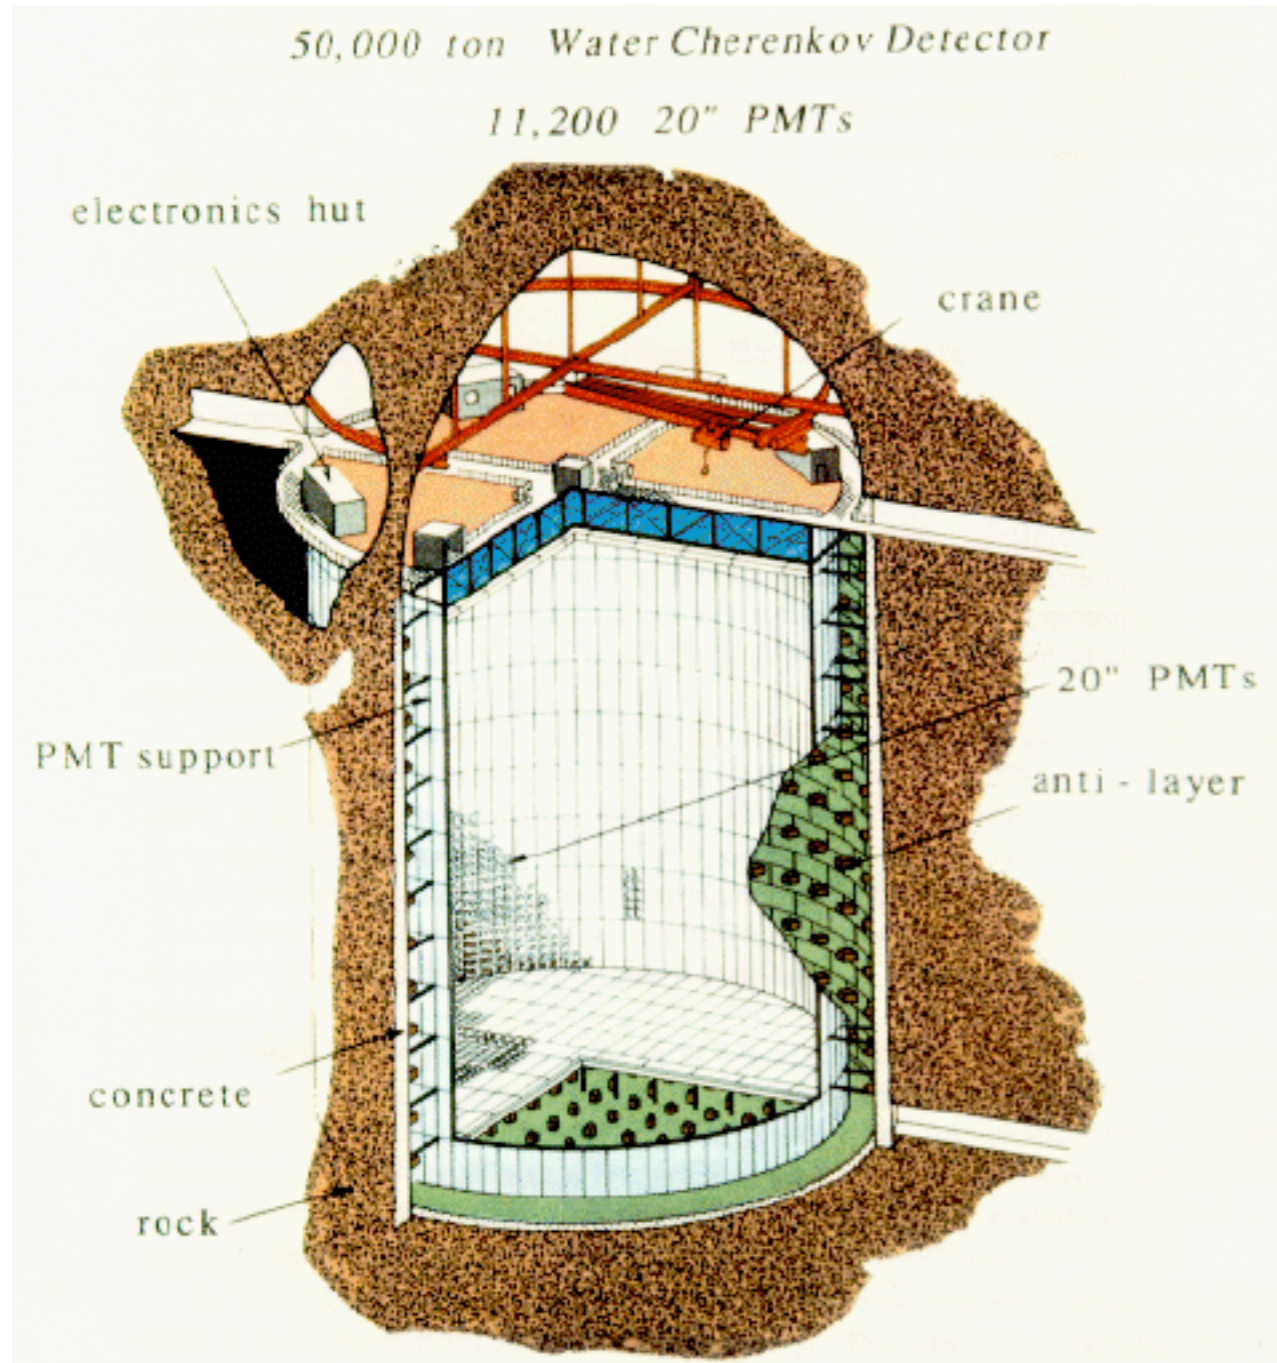 50,000 ton Water Cherenkov Detector
11,200 20" PMTs
electronics hut
crane
20" PMTs
PMT support
anti - layer
concrete
rock